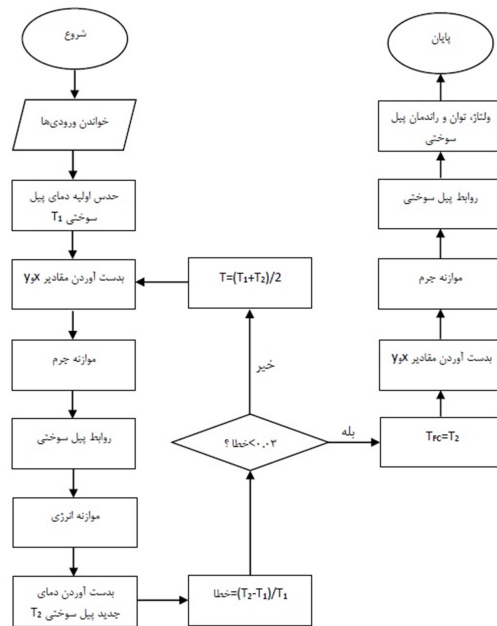 شروع
خواندن ورودی‌ها
حدس اولیه دمای پیل
سوختی T₁
بدست آوردن مقادیر xوy
موازنه جرم
روابط پیل سوختی
موازنه انرژی
بدست آوردن دمای
جدید پیل سوختی T₂
خطا=(T₂-T₁)/T₁
خطا<۰.۰۳ ؟
خیر
T=(T₁+T₂)/2
بله
T_FC=T₂
بدست آوردن مقادیر xوy
موازنه جرم
روابط پیل سوختی
ولتاژ، توان و راندمان پیل
سوختی
پایان